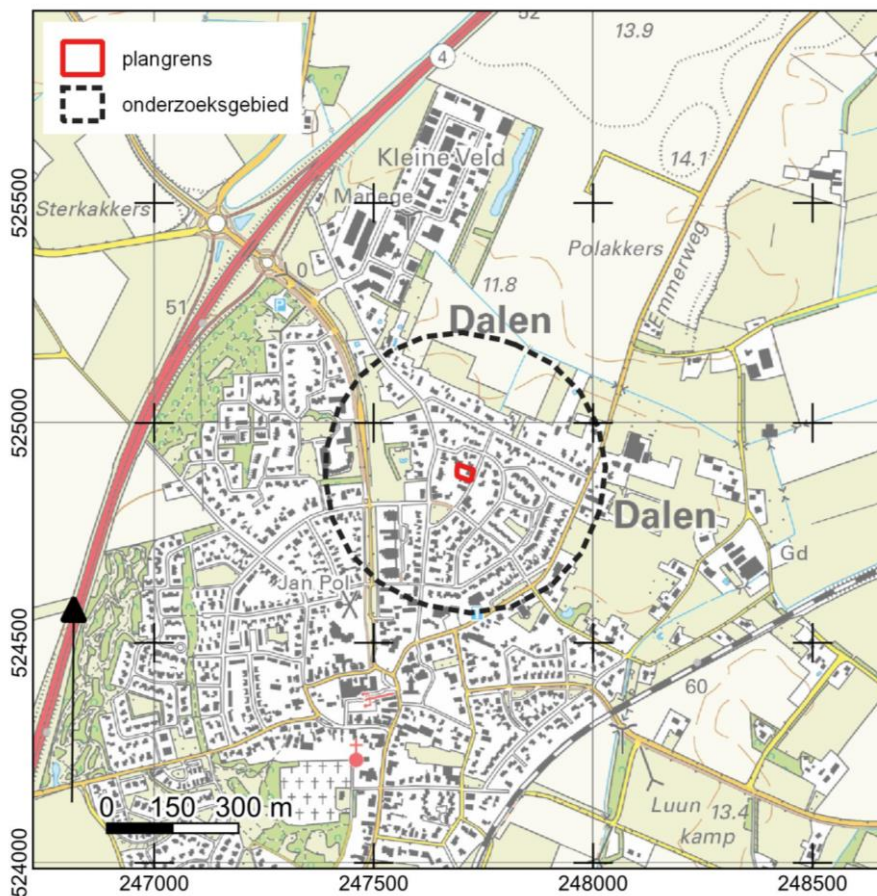 plangrens
onderzoeksgebied
52
13.9
4
Kleine Veld
14.1
Manege
Sterkakkers
Polakkers
Emmerweg
0
11.8
51
P
Dalen
Dalen
Gd
Jan Pol
60
0 150 300 m
Luun
kamp
13.4
525500
525000
524500
524000
247000
247500
248000
248500